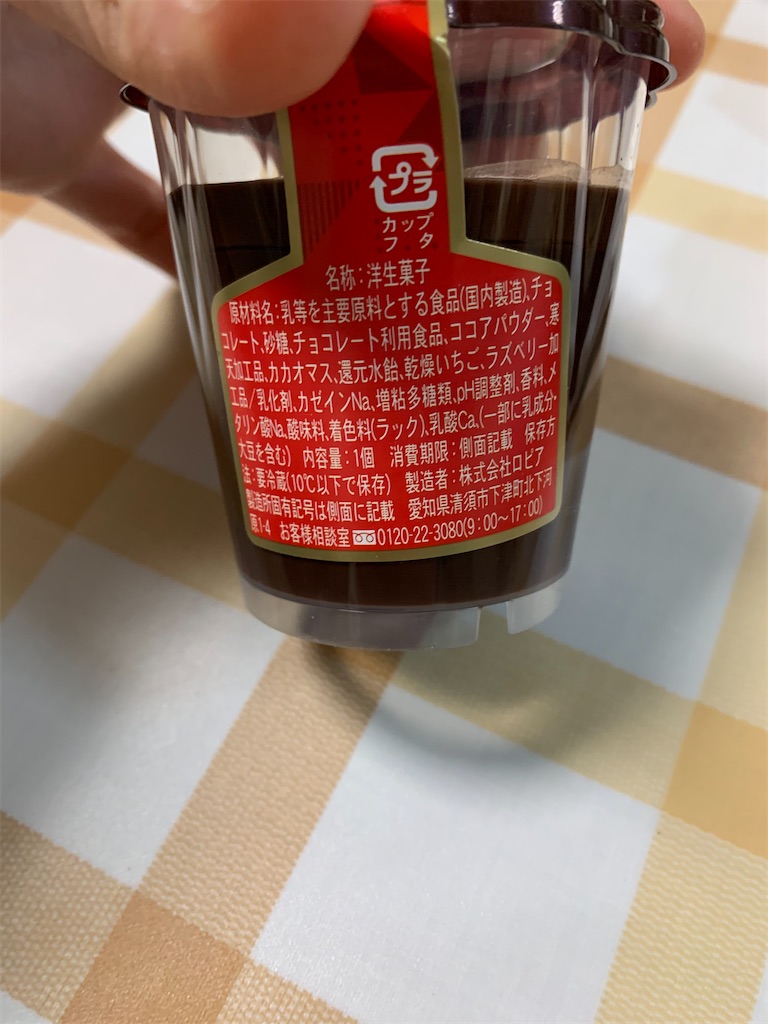 プラ
カップ
フタ
名称:洋生菓子
原材料名:乳等を主要原料とする食品(国内製造)、チョ
コレート、砂糖、チョコレート利用食品、ココアパウダー、寒
天加工品、カカオマス、還元水飴、乾燥いちご、ラズベリー加
工品/乳化剤、カゼインNa、増粘多糖類、pH調整剤、香料、メ
タリン酸Na、酸味料、着色料(ラック)、乳酸Ca、(一部に乳成分・
大豆を含む) 内容量:1個 消費期限:側面記載 保存方
法:要冷蔵(10℃以下で保存) 製造者:株式会社ロピア
製造所固有記号は側面に記載 愛知県清須市下津町北下河
原1-4 お客様相談室 0120-22-3080(9:00~17:00)